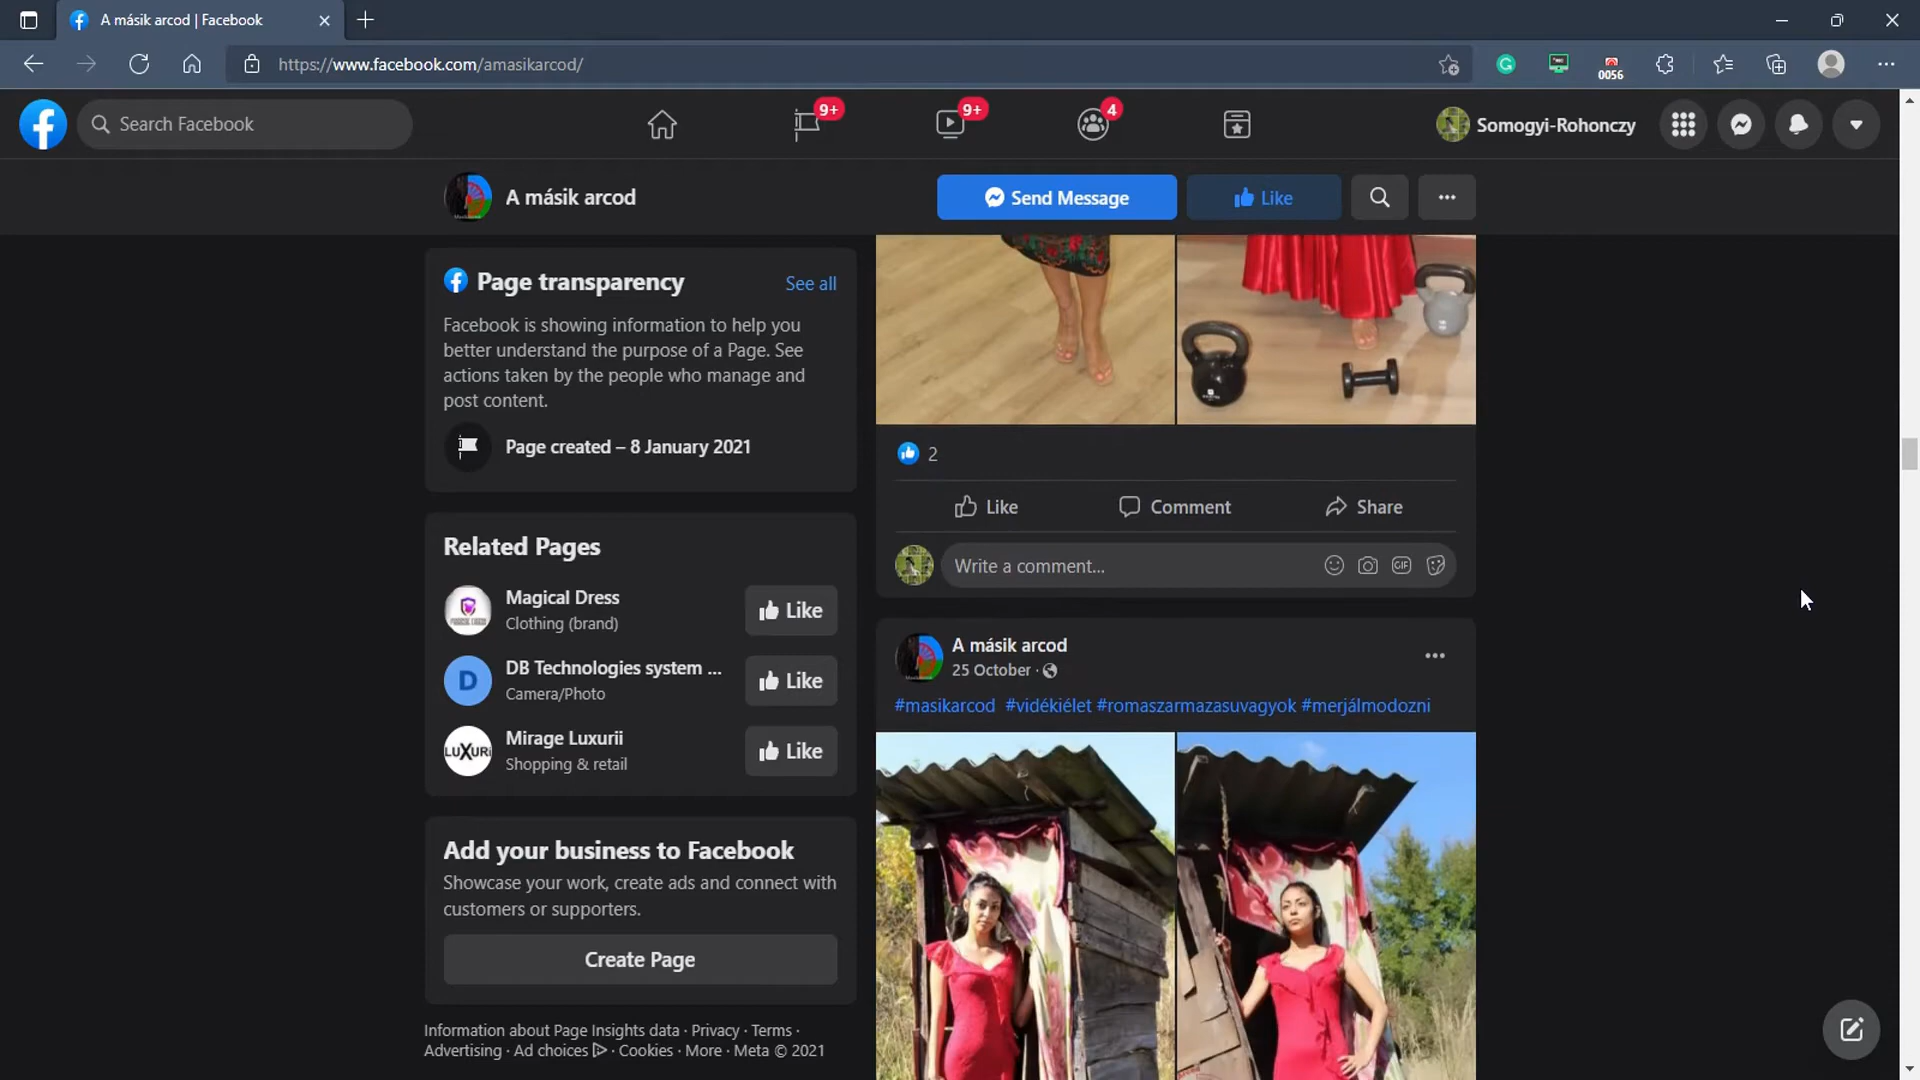 A másik arcod | Facebook
https://www.facebook.com/amasikarcod/
0056
Search Facebook
9+
9+
4
Somogyi-Rohonczy
A másik arcod
Send Message
Like
Page transparency
See all
Facebook is showing information to help you
better understand the purpose of a Page. See
actions taken by the people who manage and
post content.
Page created – 8 January 2021
Related Pages
Magical Dress
Clothing (brand)
Like
D
DB Technologies system ...
Camera/Photo
Like
LUXURI
Mirage Luxurii
Shopping & retail
Like
Add your business to Facebook
Showcase your work, create ads and connect with
customers or supporters.
Create Page
Information about Page Insights data · Privacy · Terms ·
Advertising · Ad choices · Cookies · More · Meta © 2021
2
Like
Comment
Share
Write a comment...
GIF
A másik arcod
25 October ·
#masikarcod #vidékiélet #romaszarmazasuvagyok #merjálmodozni